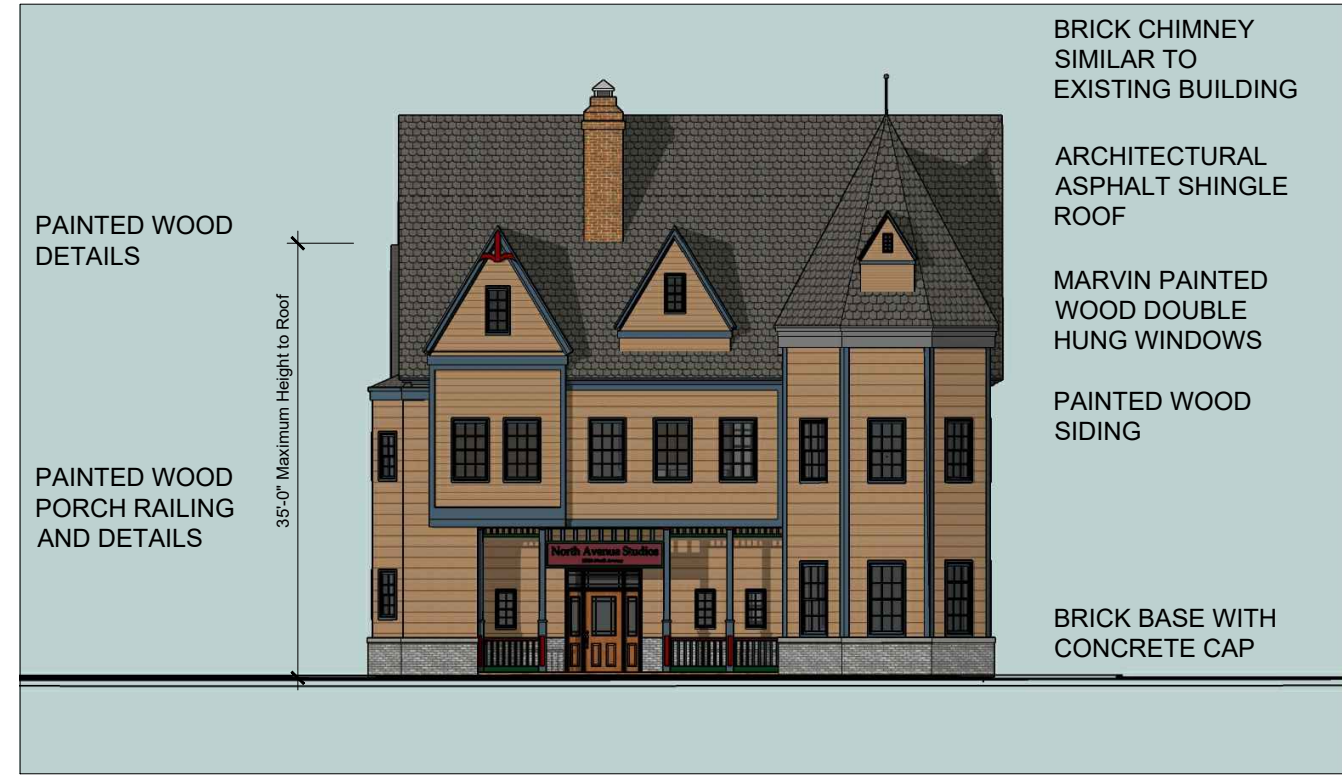 PAINTED WOOD
DETAILS
35'-0" Maximum Height to Roof
PAINTED WOOD
PORCH RAILING
AND DETAILS
North Avenue Studios
BRICK CHIMNEY
SIMILAR TO
EXISTING BUILDING
ARCHITECTURAL
ASPHALT SHINGLE
ROOF
MARVIN PAINTED
WOOD DOUBLE
HUNG WINDOWS
PAINTED WOOD
SIDING
BRICK BASE WITH
CONCRETE CAP